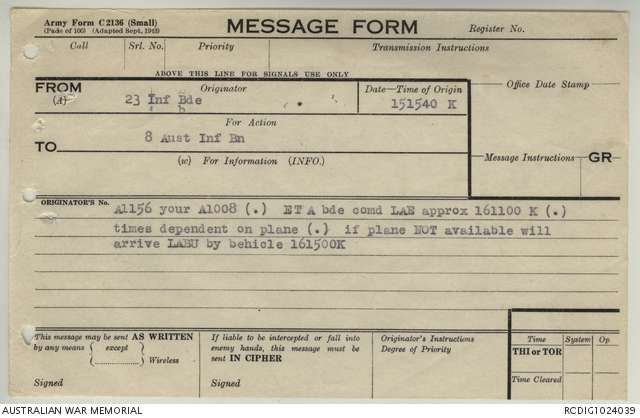 Army Form C 2136 (Small)
(Pads of 100) (Adapted Sept., 1943)
MESSAGE FORM
Register No.
Call Srl. No. Priority Transmission Instructions
ABOVE THIS LINE FOR SIGNALS USE ONLY
FROM (A) Originator Date—Time of Origin Office Date Stamp
23 Inf Bde 151540 K
For Action
TO 8 Aust Inf Bn
(w) For Information (INFO.) Message Instructions GR
ORIGINATOR'S No.
A1156 your A1008 (.) ETA bde comd LAE approx 161100 K (.)
times dependent on plane (.) if plane NOT available will
arrive LABU by behicle 161500K
This message may be sent AS WRITTEN
by any means ( except
.............. ) Wireless
Signed
If liable to be intercepted or fall into
enemy hands, this message must be
sent IN CIPHER
Signed
Originator's Instructions
Degree of Priority
Time System Op
THI or TOR
Time Cleared
AUSTRALIAN WAR MEMORIAL RCDIG1024039